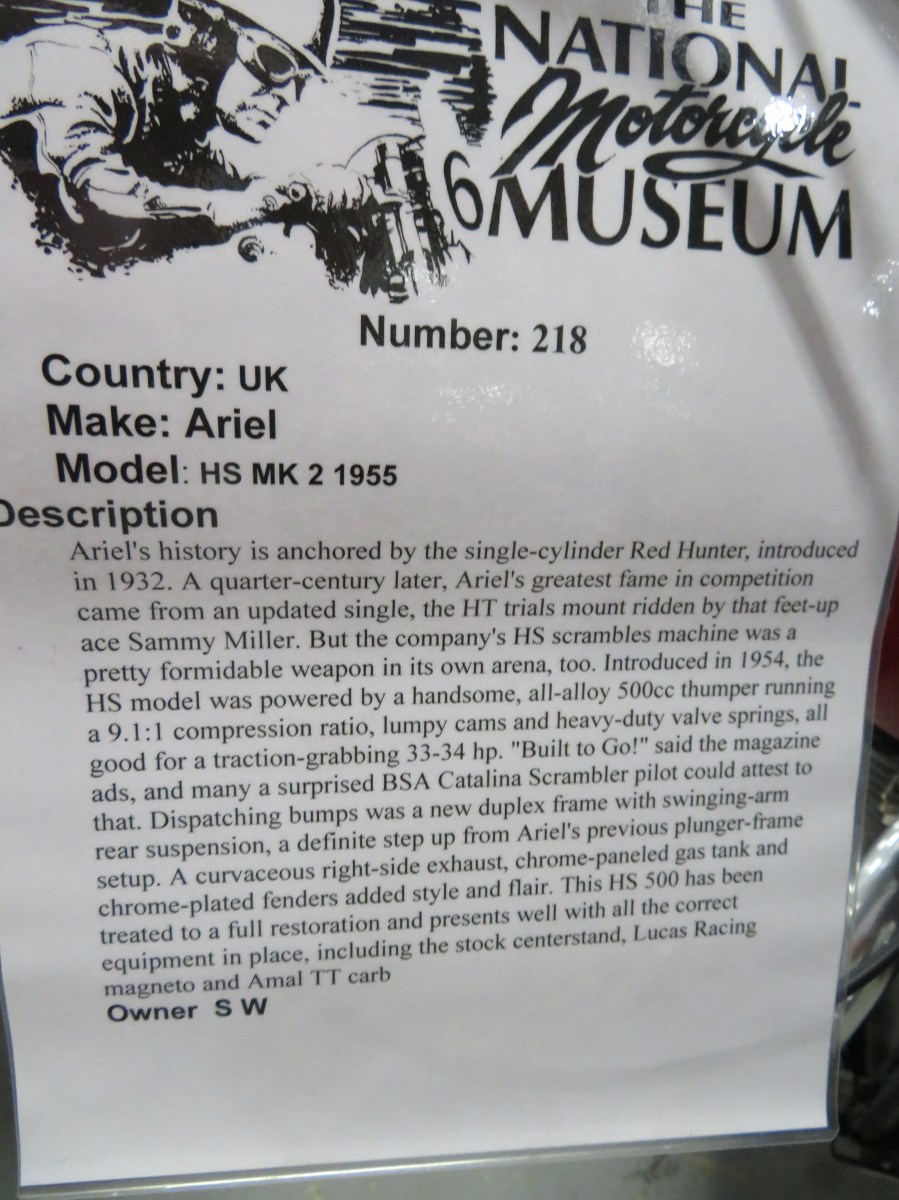 THE
NATIONAL
Motorcycle
MUSEUM
6
Number: 218
Country: UK
Make: Ariel
Model: HS MK 2 1955
Description
Ariel's history is anchored by the single-cylinder Red Hunter, introduced
in 1932. A quarter-century later, Ariel's greatest fame in competition
came from an updated single, the HT trials mount ridden by that feet-up
ace Sammy Miller. But the company's HS scrambles machine was a
pretty formidable weapon in its own arena, too. Introduced in 1954, the
HS model was powered by a handsome, all-alloy 500cc thumper running
a 9.1:1 compression ratio, lumpy cams and heavy-duty valve springs, all
good for a traction-grabbing 33-34 hp. "Built to Go!" said the magazine
ads, and many a surprised BSA Catalina Scrambler pilot could attest to
that. Dispatching bumps was a new duplex frame with swinging-arm
rear suspension, a definite step up from Ariel's previous plunger-frame
setup. A curvaceous right-side exhaust, chrome-paneled gas tank and
chrome-plated fenders added style and flair. This HS 500 has been
treated to a full restoration and presents well with all the correct
equipment in place, including the stock centerstand, Lucas Racing
magneto and Amal TT carb
Owner S W